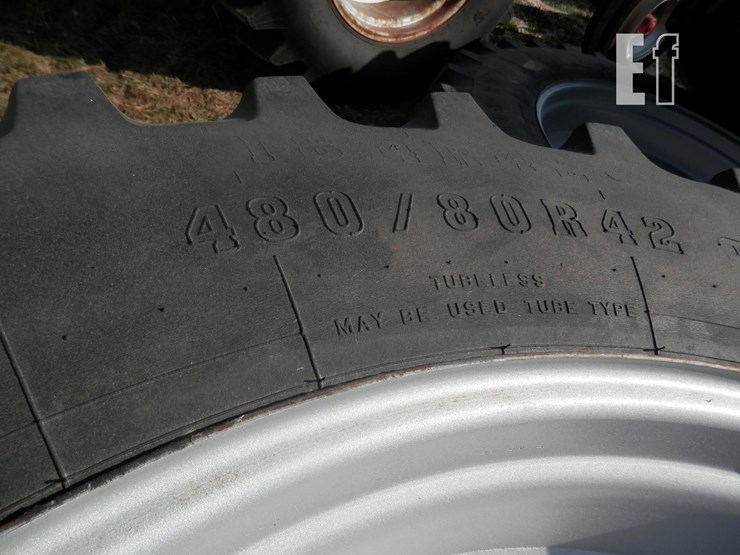 Ef
480/80R42
TUBELESS
MAY BE USED TUBE TYPE